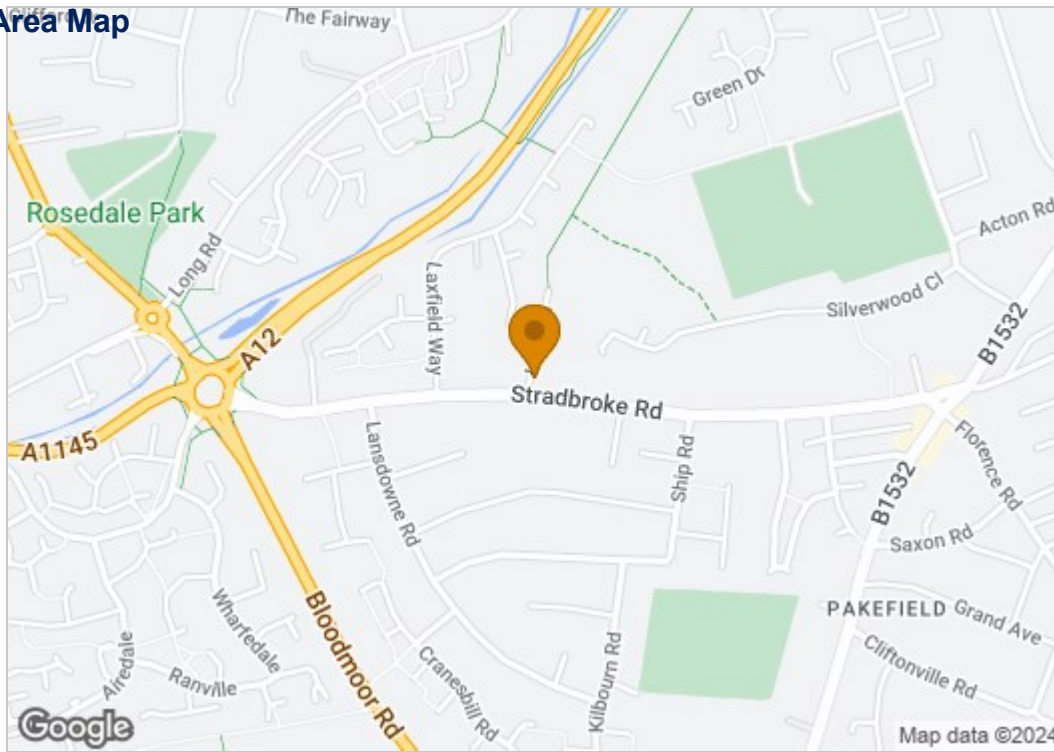 Area Map
The Fairway
Green Dr
Rosedale Park
Long Rd
Acton Rd
Laxfield Way
Silverwood Cl
B1532
A12
Stradbroke Rd
A1145
Lansdowne Rd
Ship Rd
Florence Rd
B1532
Saxon Rd
Wharfedale
Bloodmoor Rd
PAKEFIELD
Grand Ave
Airedale
Ranville
Cranesbill Rd
Kilbourn Rd
Cliftonville Rd
Google
Map data ©2024